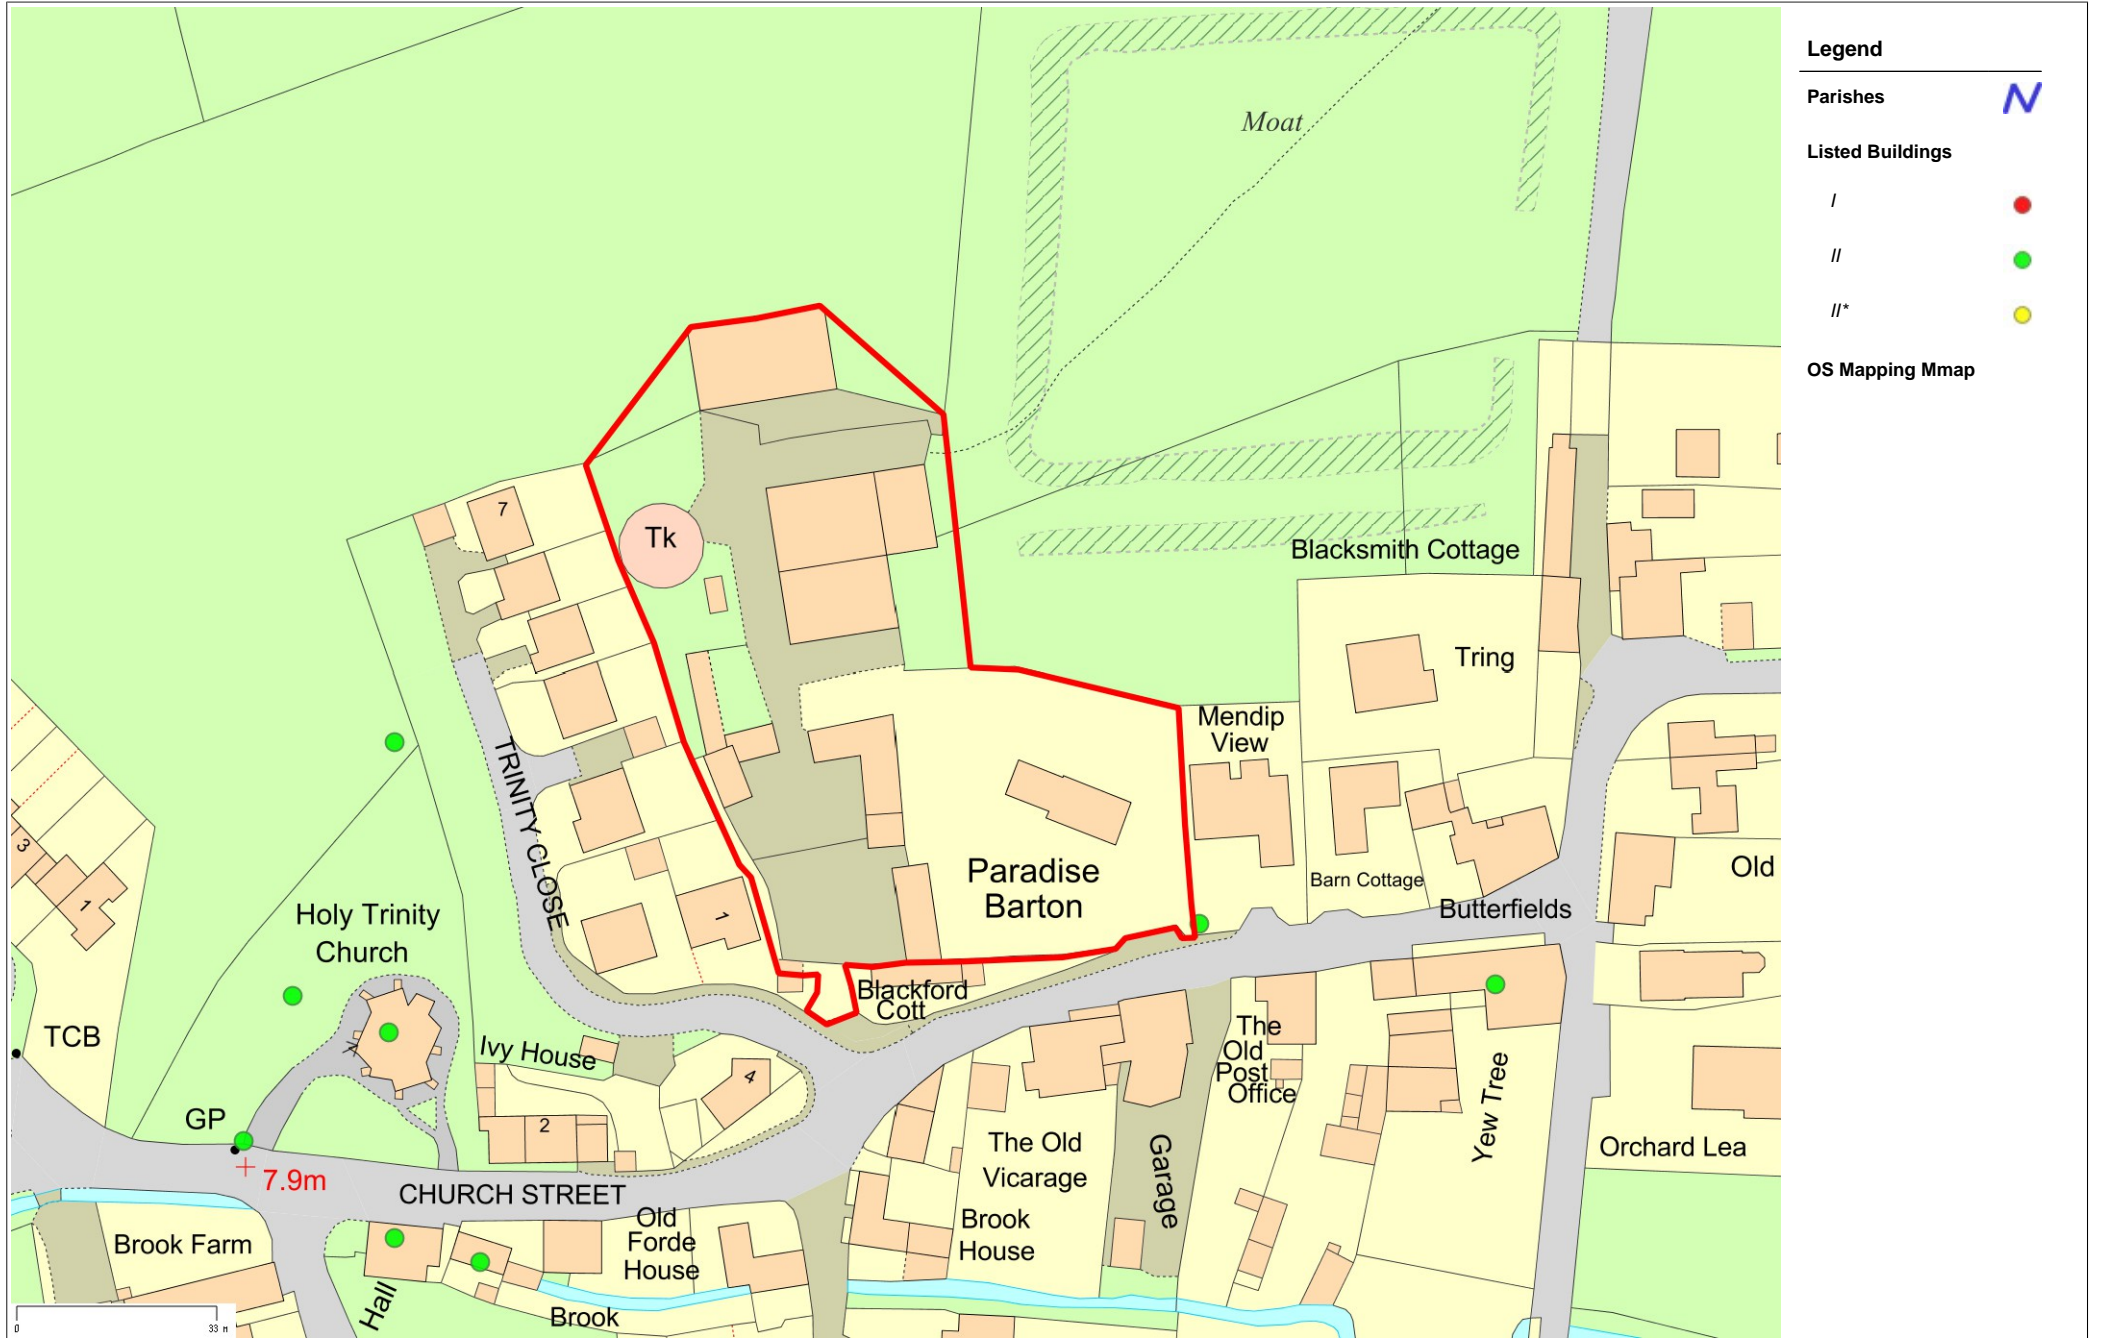 Legend
Parishes
Listed Buildings
I
II
II*
OS Mapping Mmap
Moat
Tk
7
Blacksmith Cottage
Tring
Mendip
View
TRINITY CLOSE
Paradise
Barton
Barn Cottage
Old
Butterfields
3
1
1
Holy Trinity
Church
Blackford
Cott
TCB
Ivy House
4
The
Old
Post
Office
Yew Tree
GP
2
7.9m
The Old
Vicarage
Garage
Orchard Lea
CHURCH STREET
Brook Farm
Old
Forde
House
Brook
House
Hall
Brook
0
33 m